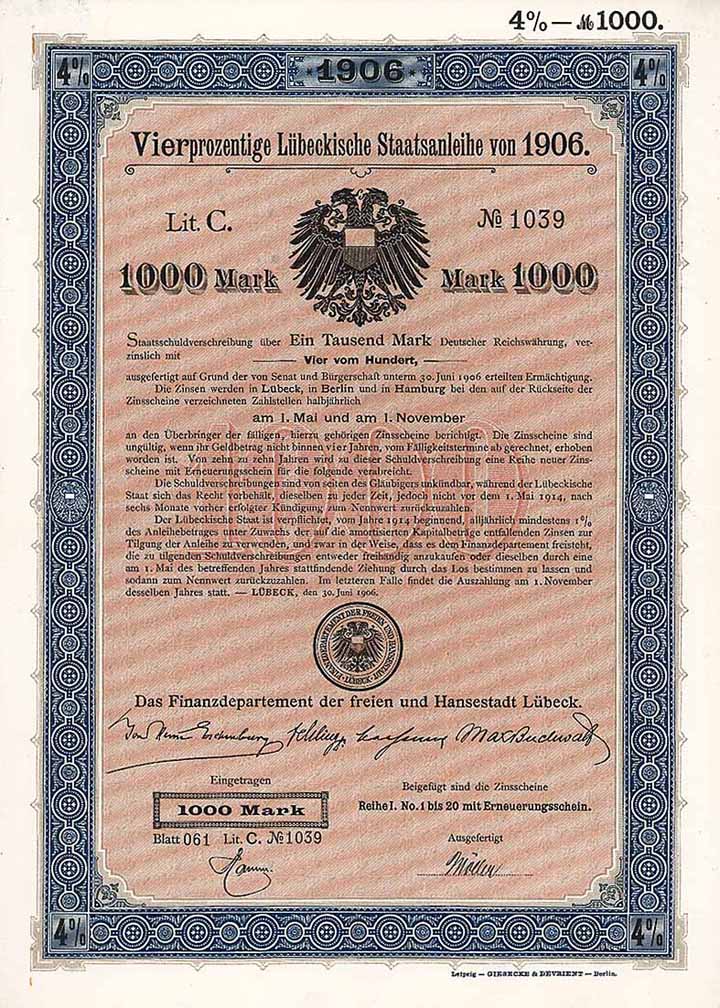 4% — ℳ 1000.
4% *1906* 4%
Vierprozentige Lübeckische Staatsanleihe von 1906.
Lit. C. № 1039
1000 Mark Mark 1000
Staatsschuldverschreibung über Ein Tausend Mark Deutscher Reichswährung, ver-
zinslich mit
Vier vom Hundert,
ausgefertigt auf Grund der von Senat und Bürgerschaft unterm 30. Juni 1906 erteilten Ermächtigung.
Die Zinsen werden in Lübeck, in Berlin und in Hamburg bei den auf der Rückseite der
Zinsscheine verzeichneten Zahlstellen halbjährlich
am 1. Mai und am 1. November
an den Überbringer der fälligen, hierzu gehörigen Zinsscheine berichtigt. Die Zinsscheine sind
ungültig, wenn ihr Geldbetrag nicht binnen vier Jahren, vom Fälligkeitstermine ab gerechnet, erhoben
worden ist. Von zehn zu zehn Jahren wird zu dieser Schuldverschreibung eine Reihe neuer Zins-
scheine mit Erneuerungsschein für die folgende verabreicht.
Die Schuldverschreibungen sind von seiten des Gläubigers unkündbar, während der Lübeckische
Staat sich das Recht vorbehält, dieselben zu jeder Zeit, jedoch nicht vor dem 1. Mai 1914, nach
sechs Monate vorher erfolgter Kündigung zum Nennwert zurückzuzahlen.
Der Lübeckische Staat ist verpflichtet, vom Jahre 1914 beginnend, alljährlich mindestens 1%
des Anleihebetrages unter Zuwachs der auf die amortisierten Kapitalbeträge entfallenden Zinsen zur
Tilgung der Anleihe zu verwenden, und zwar in der Weise, dass es dem Finanzdepartement freisteht,
die zu tilgenden Schuldverschreibungen entweder freihändig anzukaufen oder dieselben durch eine
am 1. Mai des betreffenden Jahres stattfindende Ziehung durch das Los bestimmen zu lassen und
sodann zum Nennwert zurückzuzahlen. Im letzteren Falle findet die Auszahlung am 1. November
desselben Jahres statt. — LÜBECK, den 30. Juni 1906.
1000
FINANZDEPARTEMENT DER FREIEN UND HANSESTADT · LÜBECK ·
Das Finanzdepartement der freien und Hansestadt Lübeck.
Eschenburg Max Buchwald
Eingetragen
1000 Mark
Blatt 061 Lit. C. № 1039
Beigefügt sind die Zinsscheine
Reihe I. No. 1 bis 20 mit Erneuerungsschein.
Ausgefertigt
Möller
4% 4%
Leipzig — GIESECKE & DEVRIENT — Berlin.